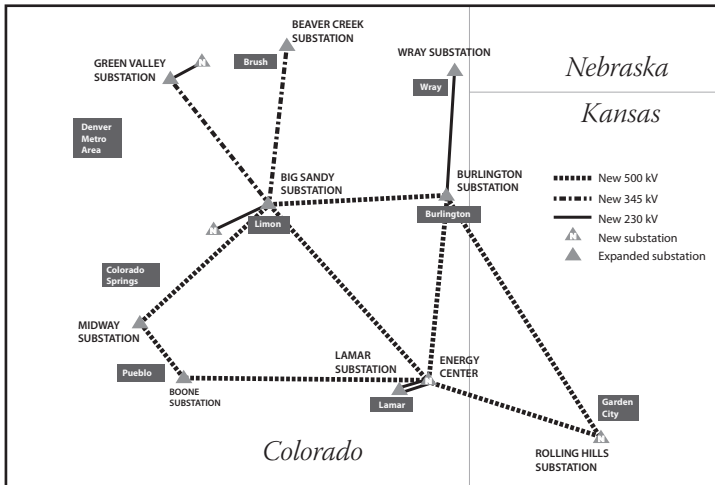 BEAVER CREEK
SUBSTATION
GREEN VALLEY
SUBSTATION
N
Brush
WRAY SUBSTATION
Wray
Nebraska
Kansas
Denver
Metro
Area
BIG SANDY
SUBSTATION
BURLINGTON
SUBSTATION
Limon
Burlington
N
New 500 kV
New 345 kV
New 230 kV
N
New substation
Expanded substation
Colorado
Springs
MIDWAY
SUBSTATION
Pueblo
BOONE
SUBSTATION
LAMAR
SUBSTATION
ENERGY
CENTER
N
Lamar
Garden
City
N
ROLLING HILLS
SUBSTATION
Colorado